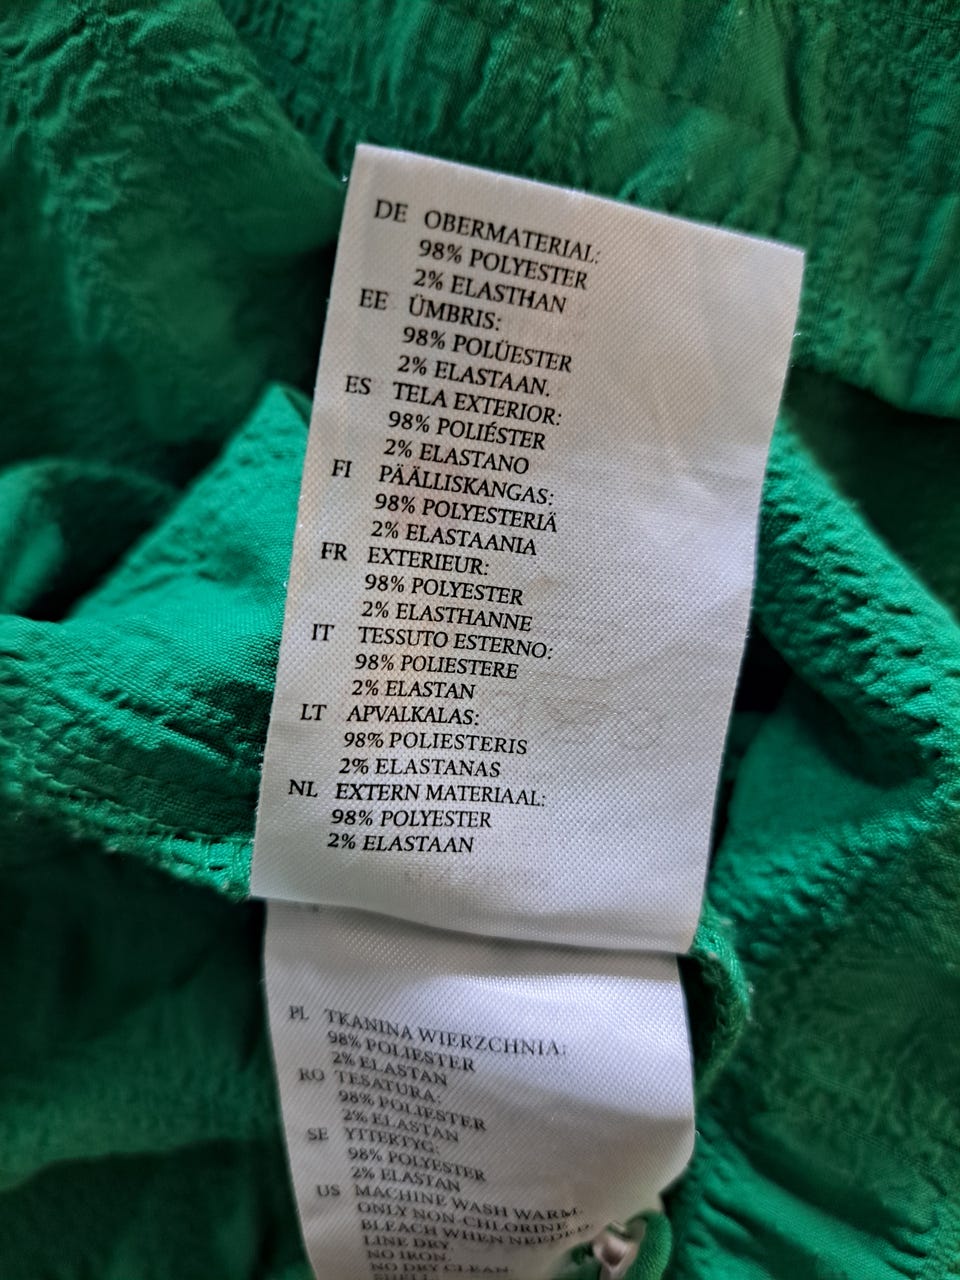 DE OBERMATERIAL:
98% POLYESTER
2% ELASTHAN
EE ÜMBRIS:
98% POLÜESTER
2% ELASTAAN.
ES TELA EXTERIOR:
98% POLIÉSTER
2% ELASTANO
FI PÄÄLLISKANGAS:
98% POLYESTERIÄ
2% ELASTAANIA
FR EXTERIEUR:
98% POLYESTER
2% ELASTHANNE
IT TESSUTO ESTERNO:
98% POLIESTERE
2% ELASTAN
LT APVALKALAS:
98% POLIESTERIS
2% ELASTANAS
NL EXTERN MATERIAAL:
98% POLYESTER
2% ELASTAAN
PL TKANINA WIERZCHNIA:
98% POLIESTER
2% ELASTAN
RO TESATURA:
98% POLIESTER
2% ELASTAN
SE YTTERTYG:
98% POLYESTER
2% ELASTAN
US MACHINE WASH WARM.
ONLY NON-CHLORINE
BLEACH WHEN NEEDED.
LINE DRY.
NO IRON.
NO DRY CLEAN.
SHELL: